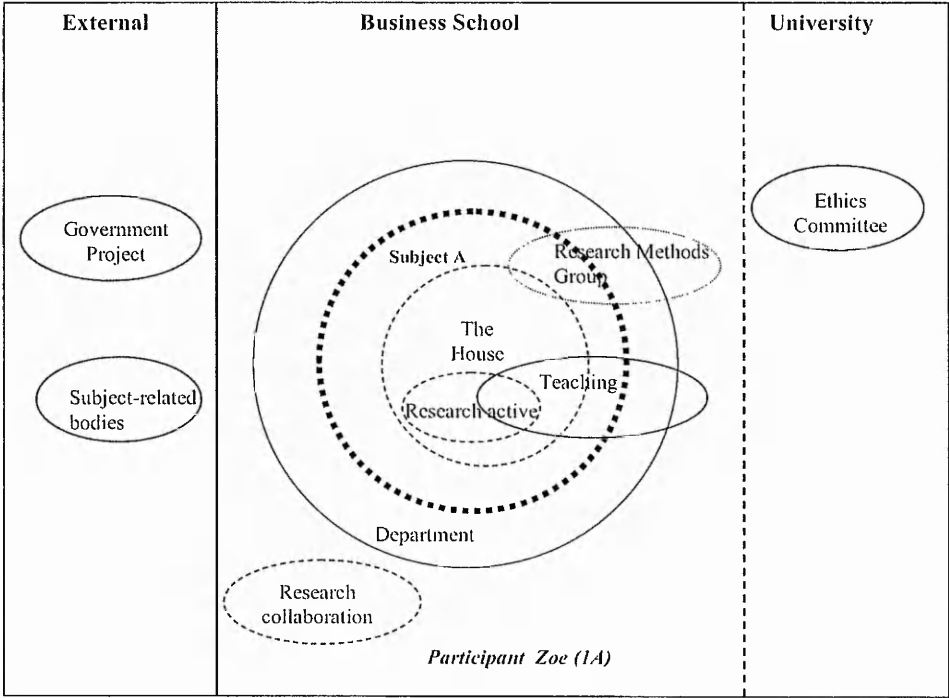 External
Business School
University
Government
Project
Ethics
Committee
Subject A
Research Methods
Group
The
House
Subject-related
bodies
Teaching
Research active
Department
Research
collaboration
Participant Zoe (1A)